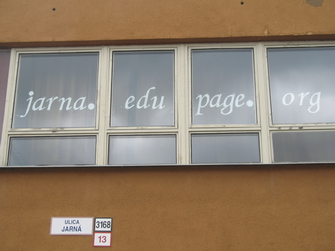 jarna. edu page. org
ULICA
JARNÁ
3168
13